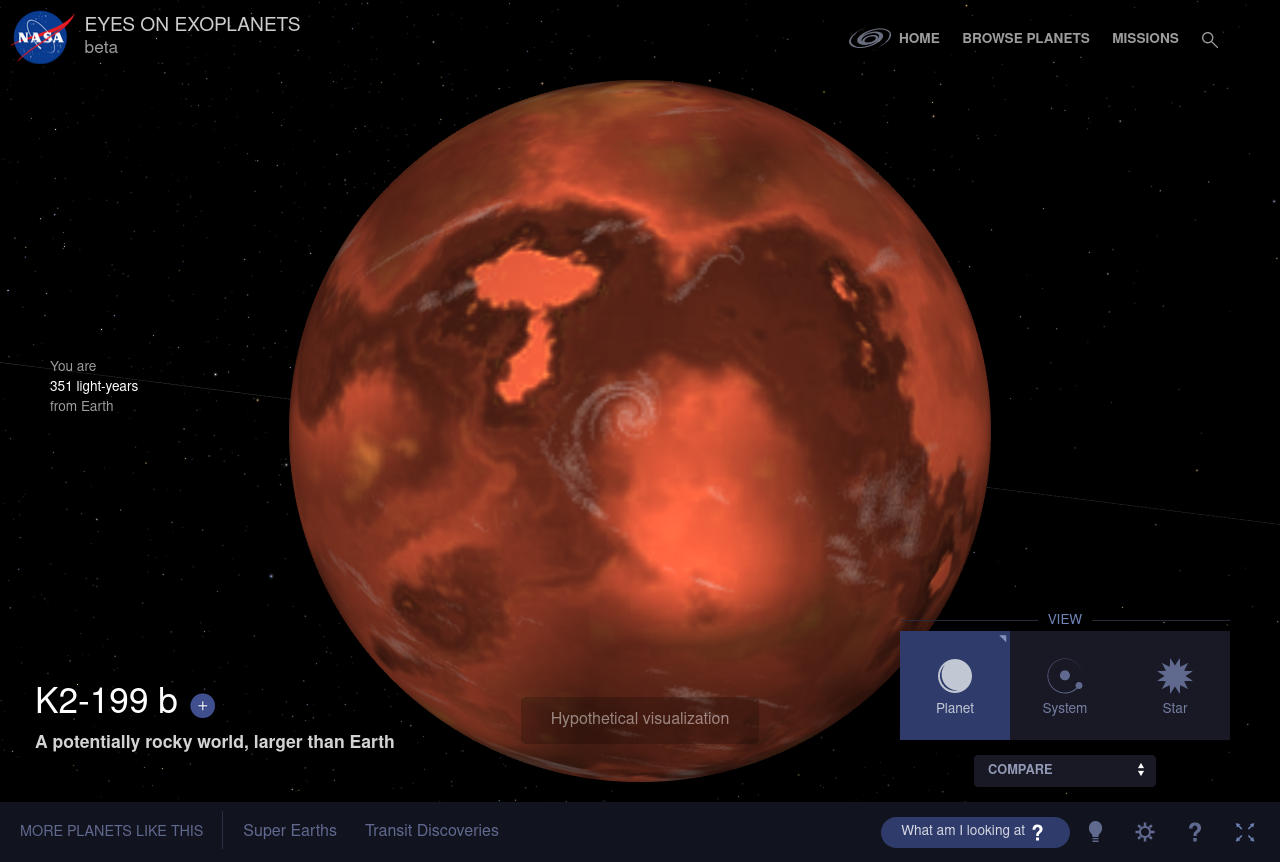 NASA
EYES ON EXOPLANETS
beta
HOME
BROWSE PLANETS
MISSIONS
You are
351 light-years
from Earth
K2-199 b +
A potentially rocky world, larger than Earth
Hypothetical visualization
VIEW
Planet
System
Star
COMPARE
MORE PLANETS LIKE THIS
Super Earths
Transit Discoveries
What am I looking at ?
?